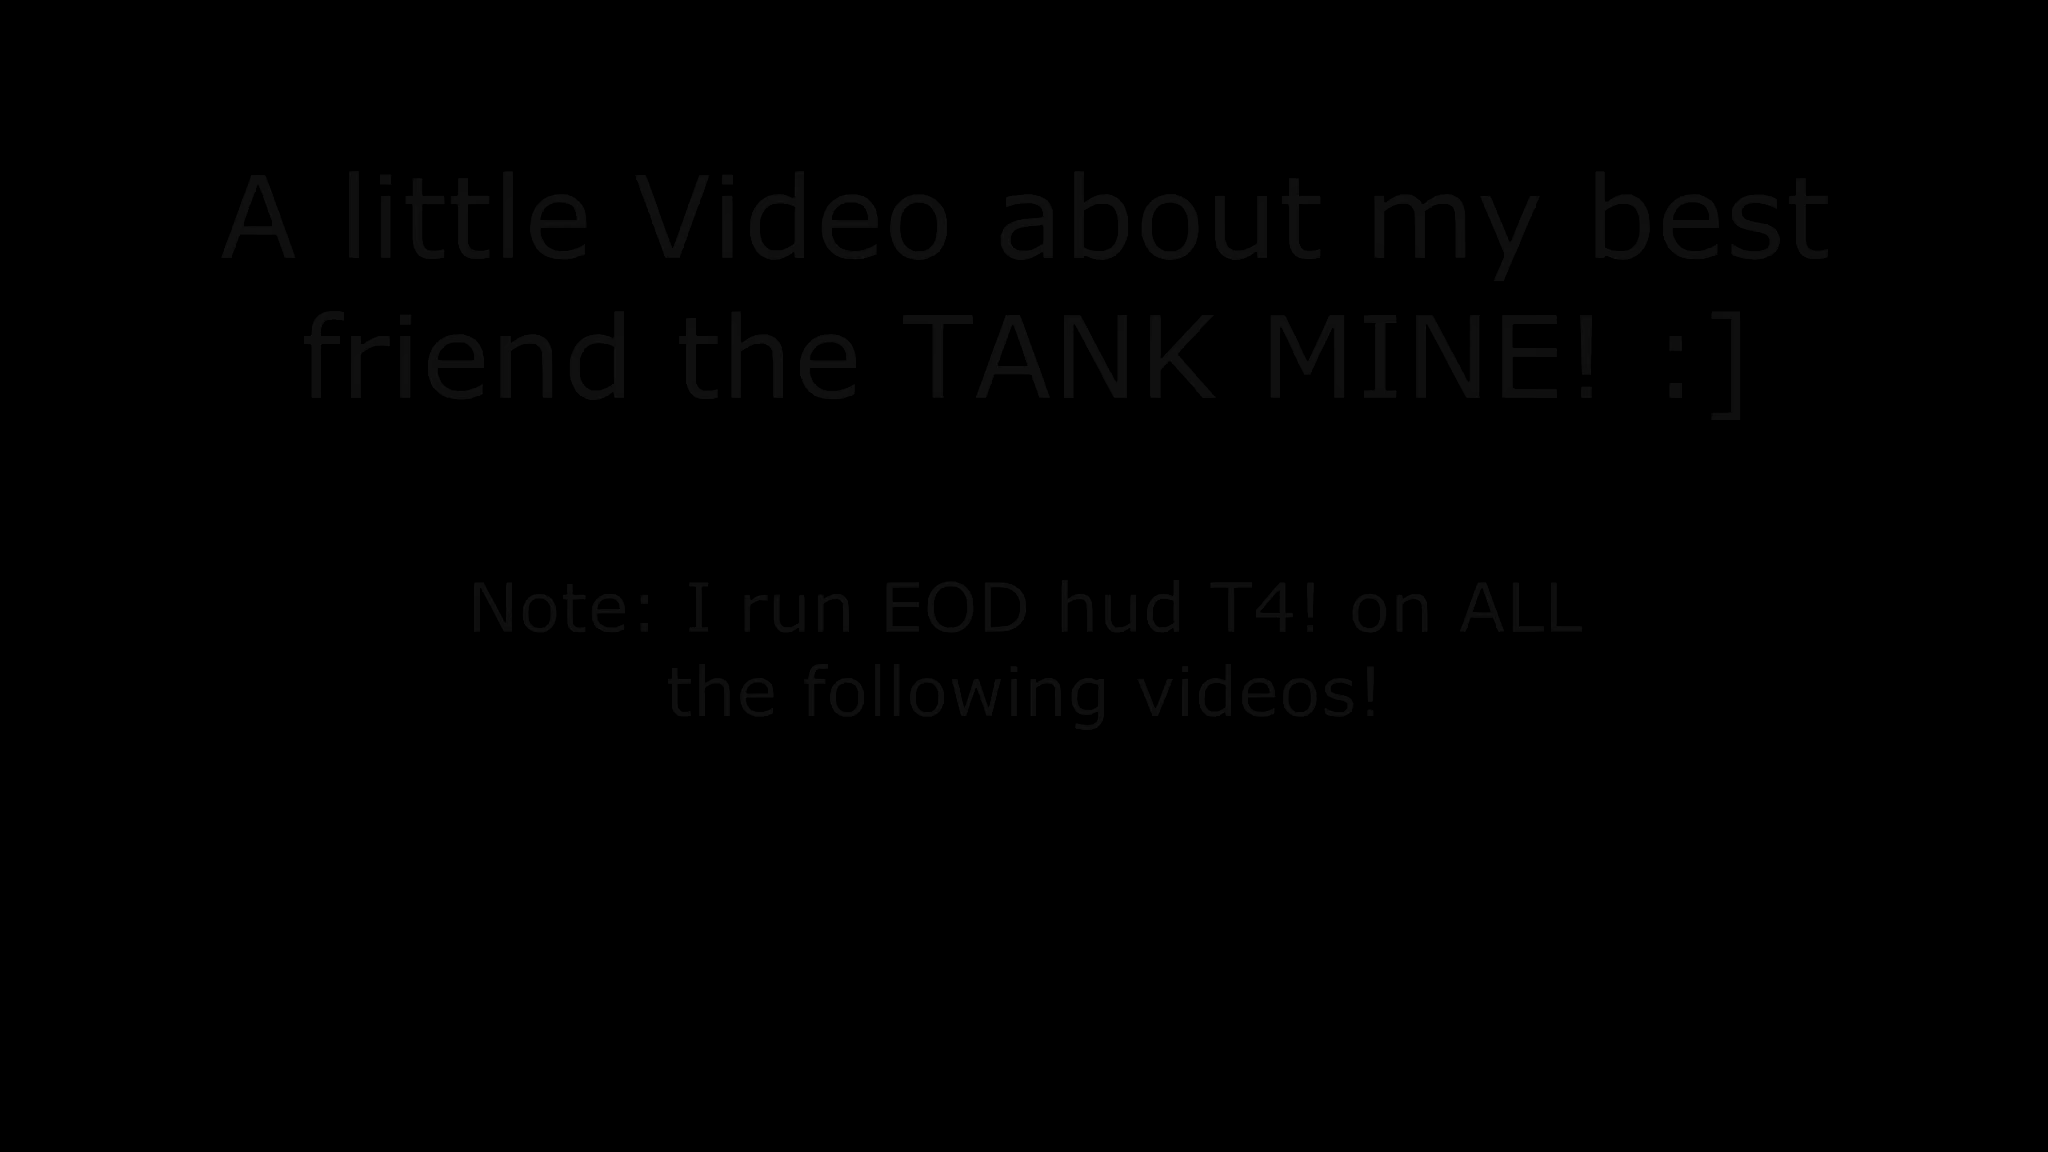 A little Video about my best
friend the TANK MINE! :]
Note: I run EOD hud T4! on ALL
the following videos!